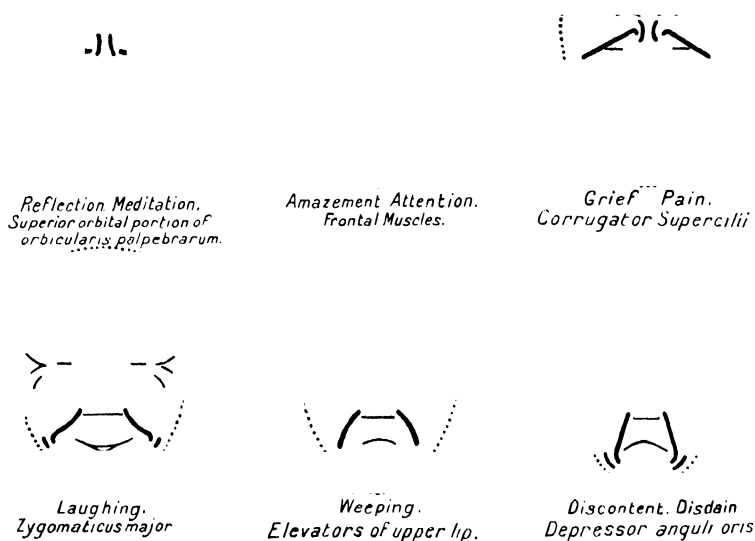 Reflection Meditation.
Superior orbital portion of
orbicularis palpebrarum.
Amazement Attention.
Frontal Muscles.
Grief Pain.
Corrugator Supercilii
Laughing.
Zygomaticus major
Weeping.
Elevators of upper lip.
Discontent. Disdain
Depressor anguli oris